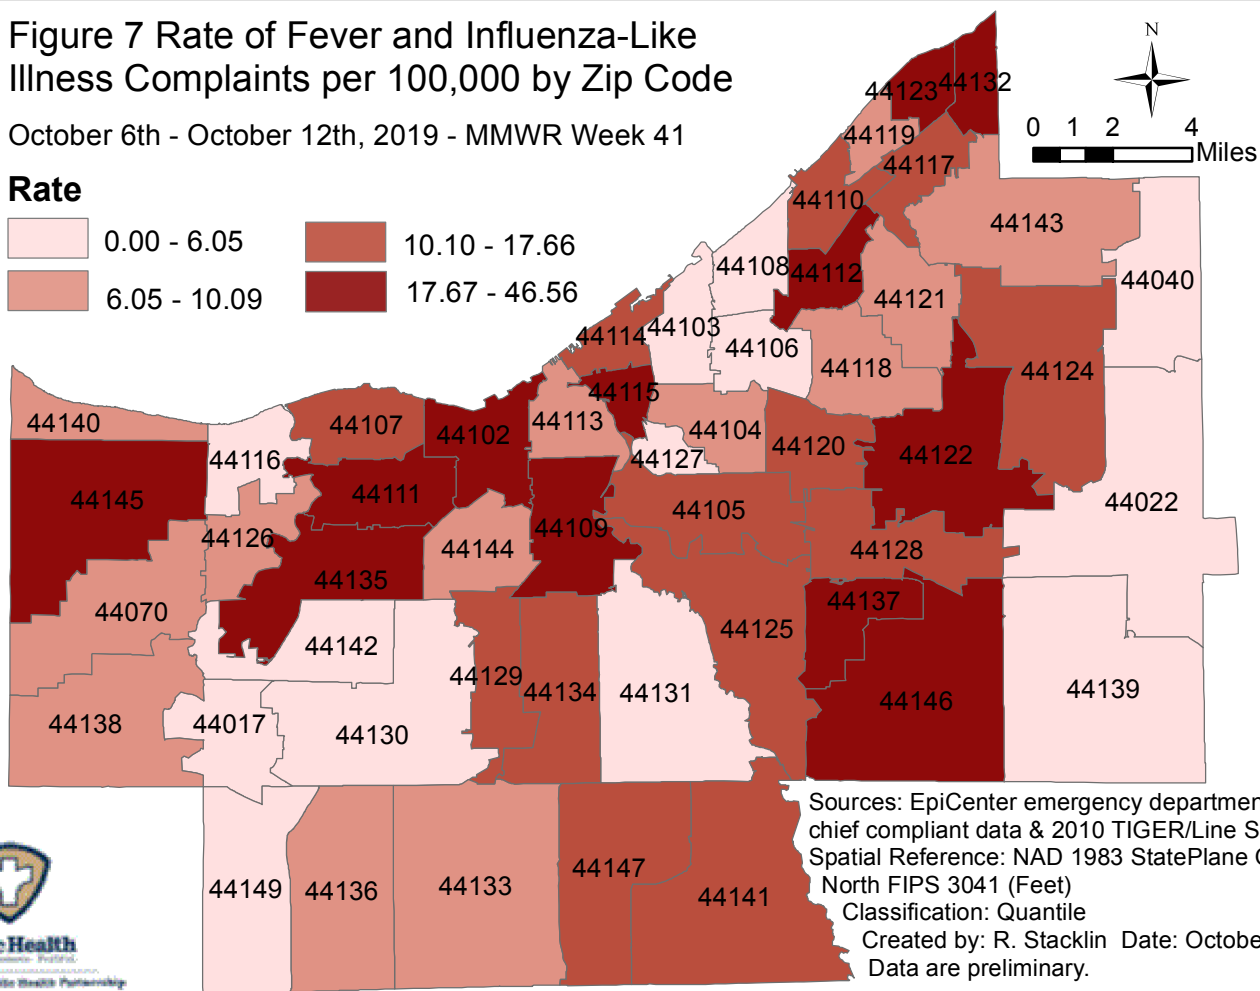 Figure 7 Rate of Fever and Influenza-Like
Illness Complaints per 100,000 by Zip Code
October 6th - October 12th, 2019 - MMWR Week 41
Rate
0.00 - 6.05
6.05 - 10.09
10.10 - 17.66
17.67 - 46.56
N
0 1 2 4
Miles
44123
44132
44119
44117
44110
44143
44108
44112
44040
44121
44103
44114
44106
44118
44124
44115
44140
44107
44102
44113
44104
44120
44116
44127
44122
44145
44111
44105
44022
44126
44109
44144
44128
44135
44070
44137
44125
44142
44129
44134
44131
44146
44139
44138
44017
44130
44149
44136
44133
44147
44141
Sources: EpiCenter emergency departmen
chief compliant data & 2010 TIGER/Line S
Spatial Reference: NAD 1983 StatePlane
North FIPS 3041 (Feet)
Classification: Quantile
Created by: R. Stacklin Date: Octobe
Data are preliminary.
Health
Health Partnership